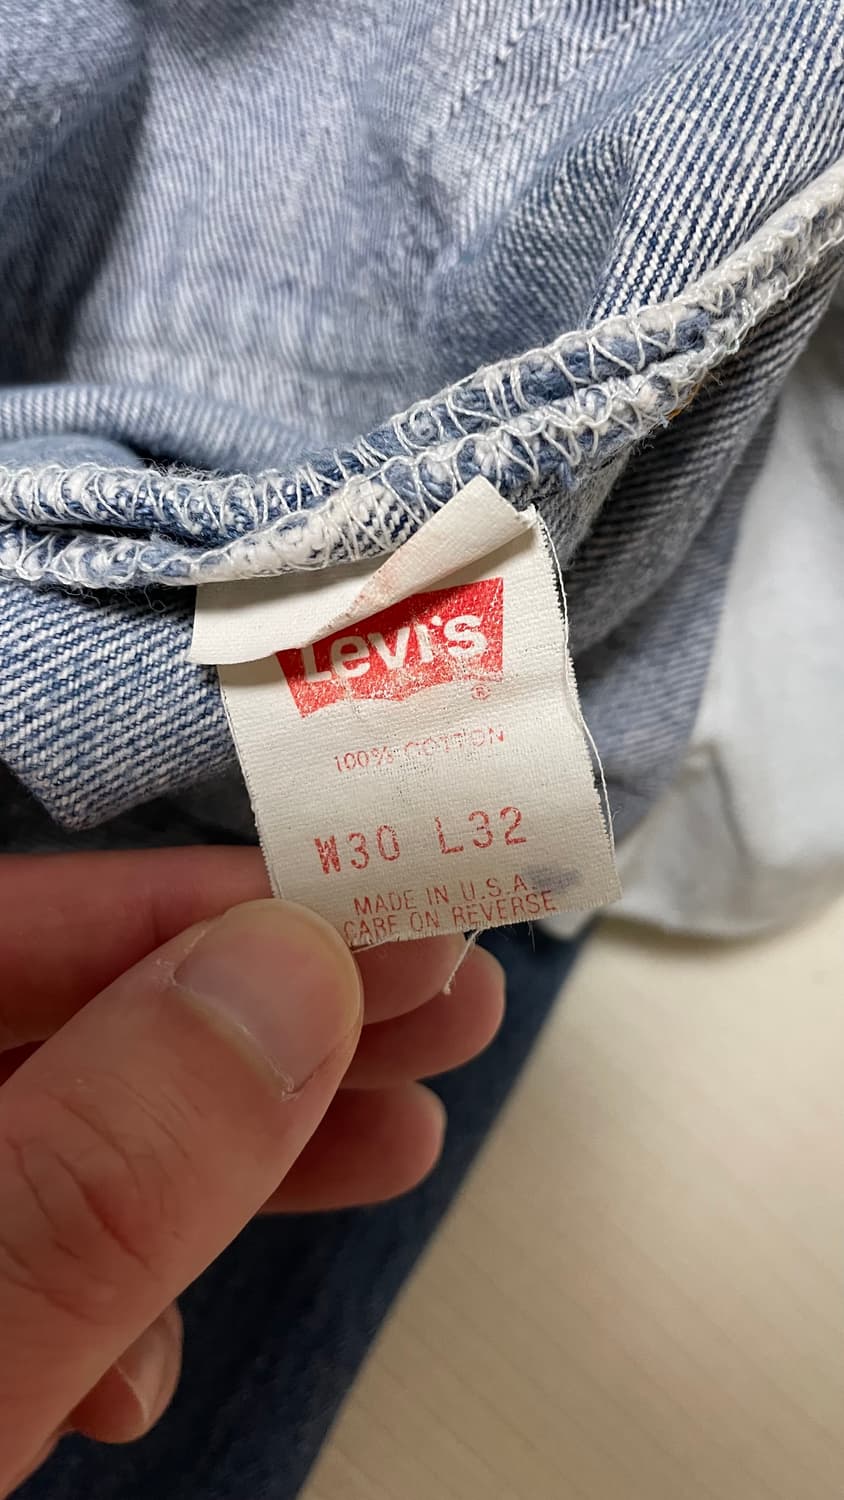 Levi's
®
100% COTTON
W30 L32
MADE IN U.S.A.
CARE ON REVERSE